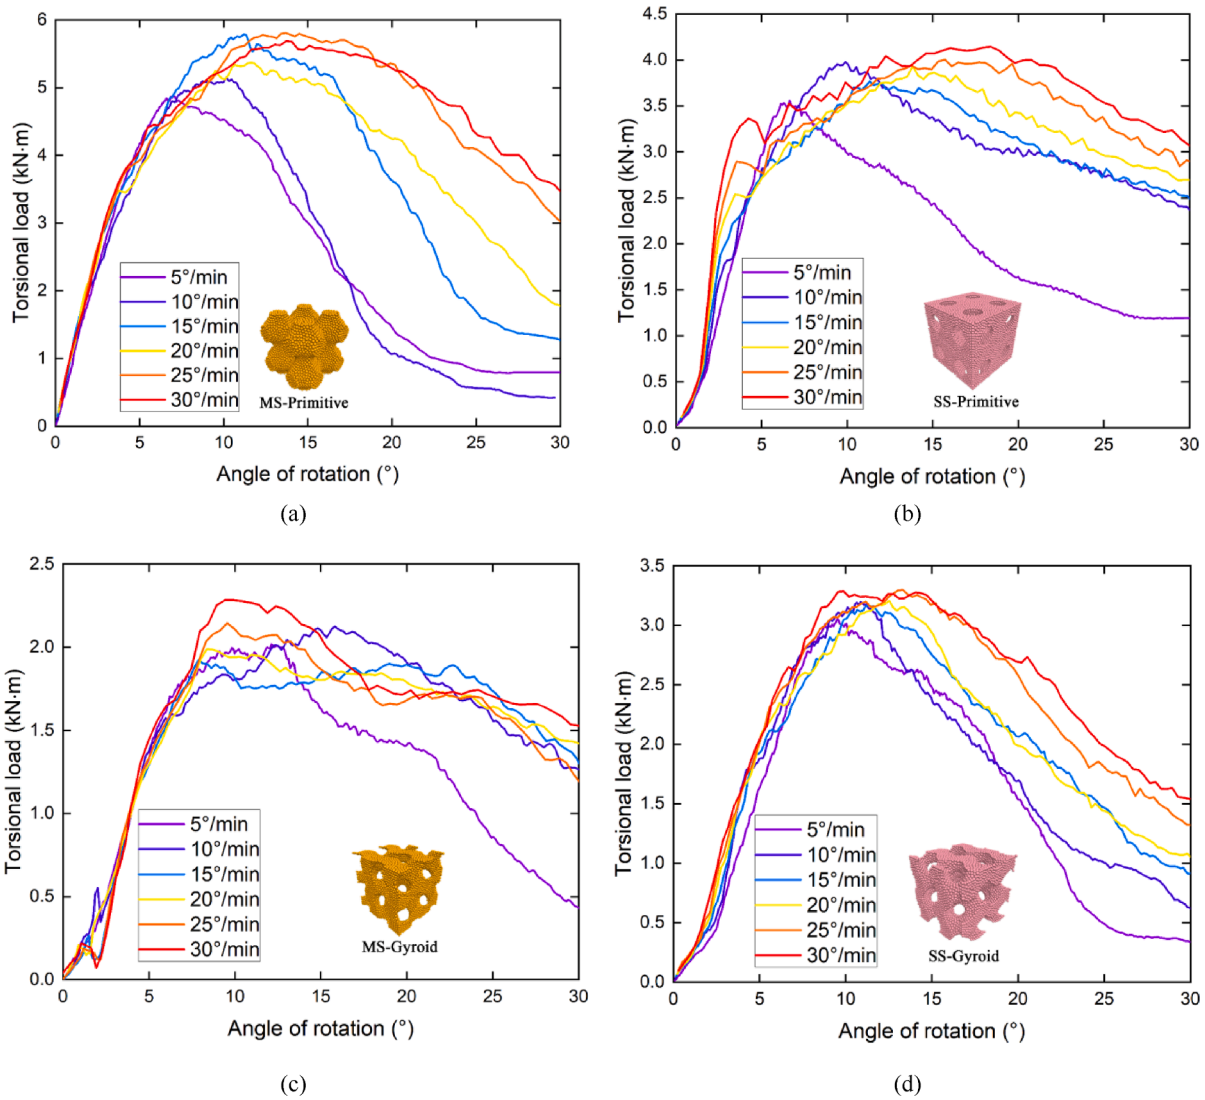 6
5
4
3
2
1
0
Torsional load (kN·m)
5°/min
10°/min
15°/min
20°/min
25°/min
30°/min
MS-Primitive
0 5 10 15 20 25 30
Angle of rotation (°)
(a)
4.5
4.0
3.5
3.0
2.5
2.0
1.5
1.0
0.5
0.0
Torsional load (kN·m)
5°/min
10°/min
15°/min
20°/min
25°/min
30°/min
SS-Primitive
0 5 10 15 20 25 30
Angle of rotation (°)
(b)
2.5
2.0
1.5
1.0
0.5
0.0
Torsional load (kN·m)
5°/min
10°/min
15°/min
20°/min
25°/min
30°/min
MS-Gyroid
0 5 10 15 20 25 30
Angle of rotation (°)
(c)
3.5
3.0
2.5
2.0
1.5
1.0
0.5
0.0
Torsional load (kN·m)
5°/min
10°/min
15°/min
20°/min
25°/min
30°/min
SS-Gyroid
0 5 10 15 20 25 30
Angle of rotation (°)
(d)